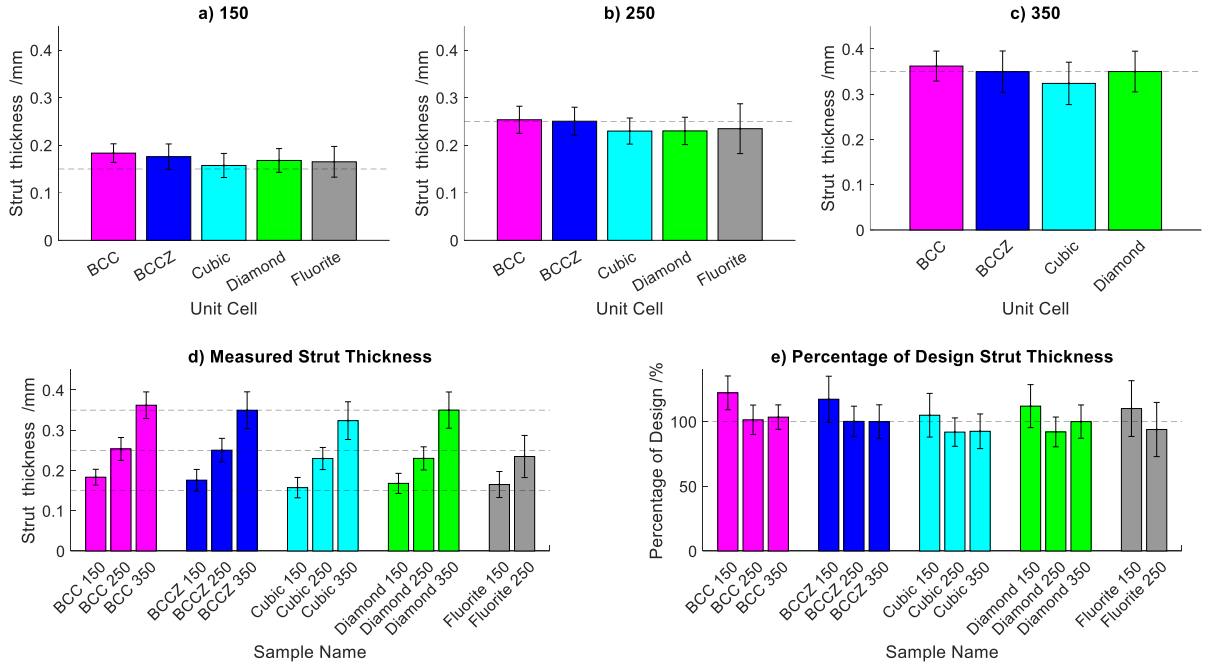 a) 150
Strut thickness /mm
0.4
0.3
0.2
0.1
0
BCC
BCCZ
Cubic
Diamond
Fluorite
Unit Cell
b) 250
Strut thickness /mm
0.4
0.3
0.2
0.1
0
BCC
BCCZ
Cubic
Diamond
Fluorite
Unit Cell
c) 350
Strut thickness /mm
0.4
0.3
0.2
0.1
0
BCC
BCCZ
Cubic
Diamond
Unit Cell
d) Measured Strut Thickness
Strut thickness /mm
0.4
0.3
0.2
0.1
0
BCC 150
BCC 250
BCC 350
BCCZ 150
BCCZ 250
BCCZ 350
Cubic 150
Cubic 250
Cubic 350
Diamond 150
Diamond 250
Diamond 350
Fluorite 150
Fluorite 250
Sample Name
e) Percentage of Design Strut Thickness
Percentage of Design /%
100
50
0
BCC 150
BCC 250
BCC 350
BCCZ 150
BCCZ 250
BCCZ 350
Cubic 150
Cubic 250
Cubic 350
Diamond 150
Diamond 250
Diamond 350
Fluorite 150
Fluorite 250
Sample Name